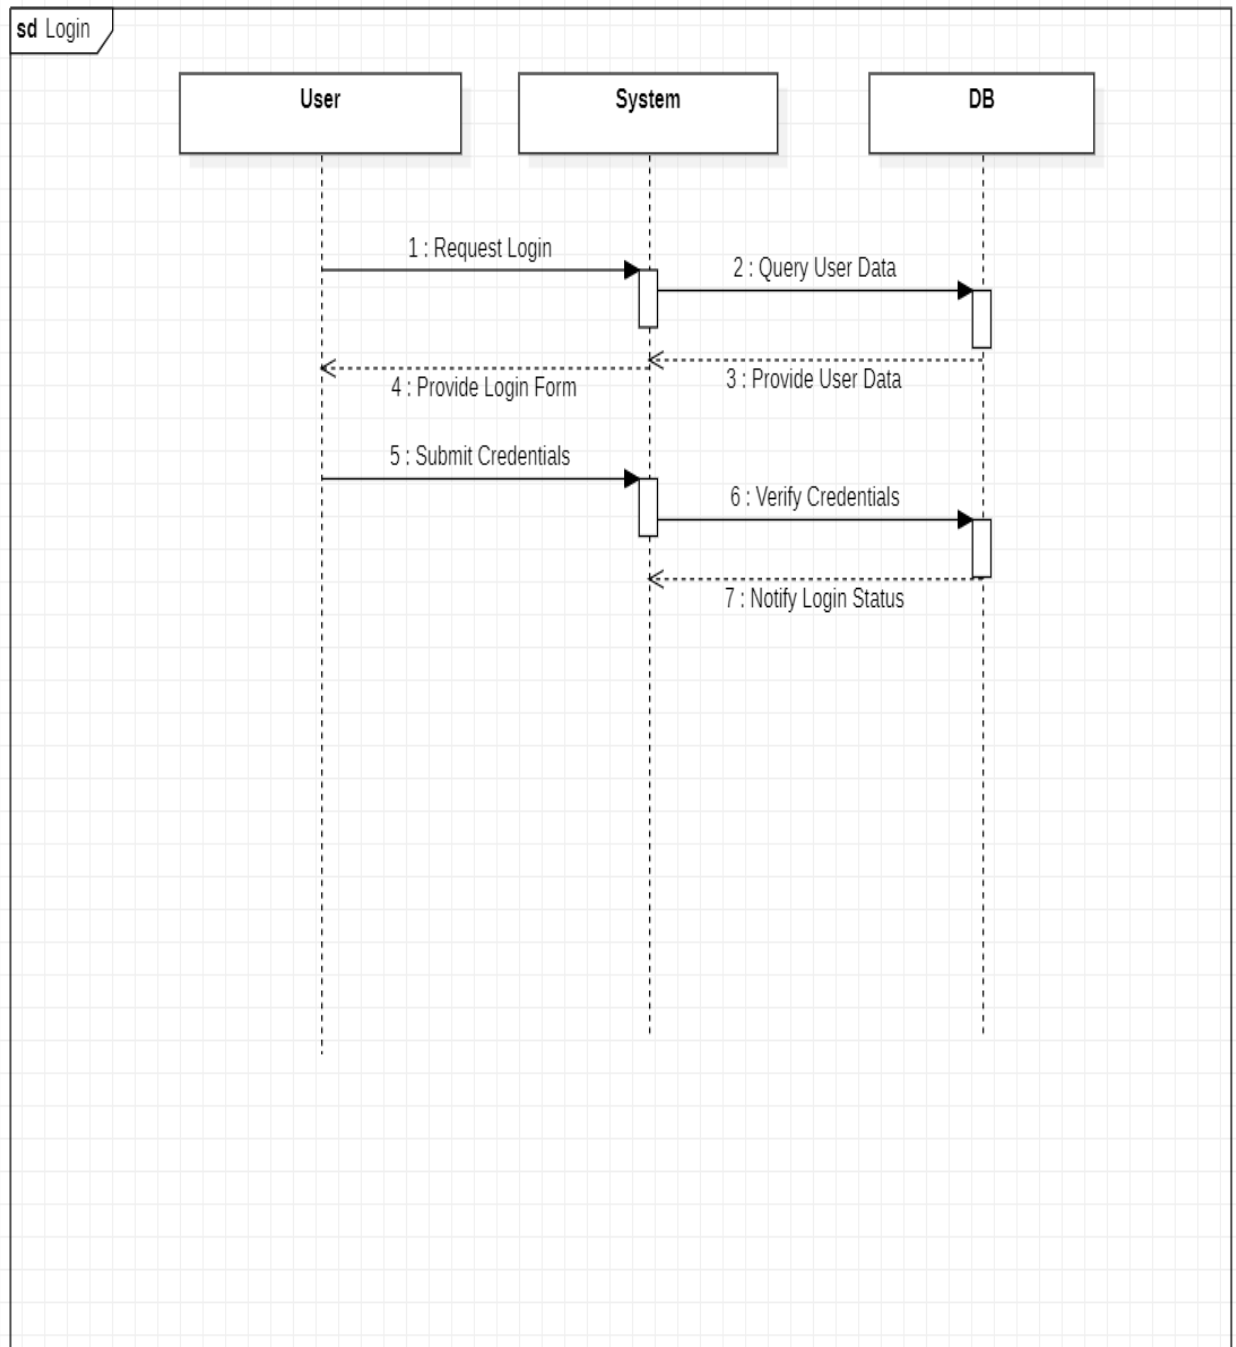 sd Login
User
System
DB
1 : Request Login
2 : Query User Data
3 : Provide User Data
4 : Provide Login Form
5 : Submit Credentials
6 : Verify Credentials
7 : Notify Login Status